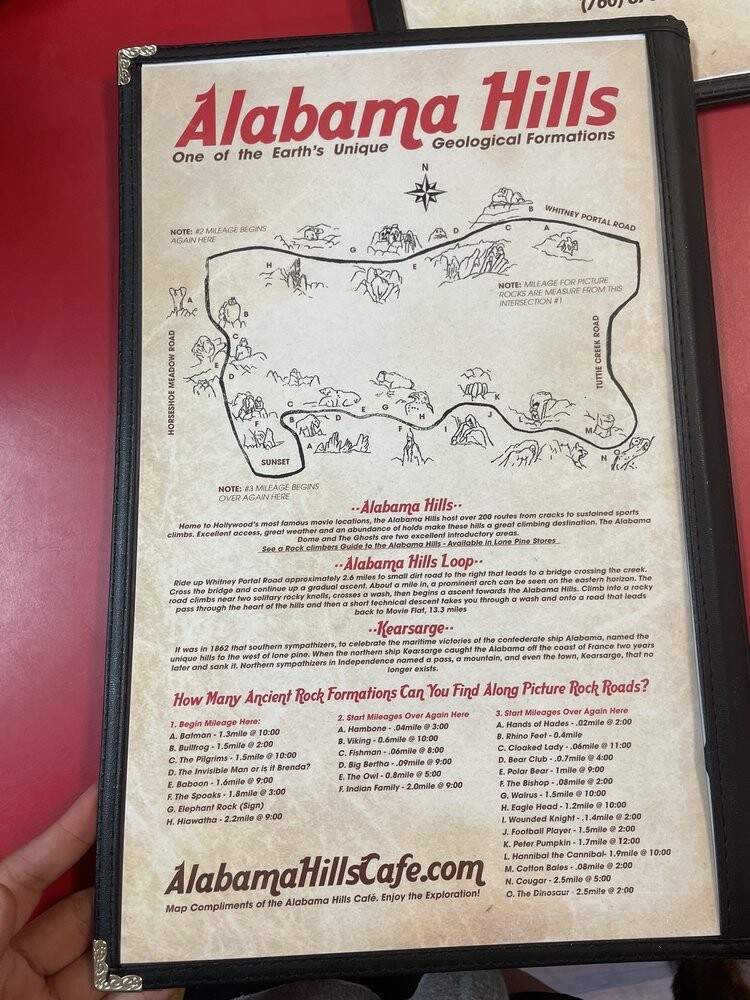 (760) 87
Alabama Hills
One of the Earth's Unique Geological Formations
N
NOTE: #2 MILEAGE BEGINS
AGAIN HERE
WHITNEY PORTAL ROAD
B
D
C
A
G
E
H
NOTE: MILEAGE FOR PICTURE
ROCKS ARE MEASURE FROM THIS
INTERSECTION #1
A
B
C
E
D
F
HORSESHOE MEADOW ROAD
TUTTIE CREEK ROAD
C
B
D
E
G
H
K
A
F
I
J
L
M
N
O
SUNSET
NOTE: #3 MILEAGE BEGINS
OVER AGAIN HERE
··Alabama Hills··
Home to Hollywood's most famous movie locations, the Alabama Hills host over 200 routes from cracks to sustained sports
climbs. Excellent access, great weather and an abundance of holds make these hills a great climbing destination. The Alabama
Dome and The Ghosts are two excellent introductory areas.
See a Rock climbers Guide to the Alabama Hills - Available in Lone Pine Stores
··Alabama Hills Loop··
Ride up Whitney Portal Road approximately 2.6 miles to small dirt road to the right that leads to a bridge crossing the creek.
Cross the bridge and continue up a gradual ascent. About a mile in, a prominent arch can be seen on the eastern horizon. The
road climbs near two solitary rocky knolls, crosses a wash, then begins a ascent towards the Alabama Hills. Climb into a rocky
pass through the heart of the hills and then a short technical descent takes you through a wash and onto a road that leads
back to Movie Flat, 13.3 miles
··Kearsarge··
It was in 1862 that southern sympathizers, to celebrate the maritime victories of the confederate ship Alabama, named the
unique hills to the west of lone pine. When the northern ship Kearsarge caught the Alabama off the coast of France two years
later and sank it. Northern sympathizers in Independence named a pass, a mountain, and even the town, Kearsarge, that no
longer exists.
How Many Ancient Rock Formations Can You Find Along Picture Rock Roads?
1. Begin Mileage Here:
A. Batman - 1.3mile @ 10:00
B. Bullfrog - 1.5mile @ 2:00
C. The Pilgrims - 1.5mile @ 10:00
D. The Invisible Man or is it Brenda?
E. Baboon - 1.6mile @ 9:00
F. The Spooks - 1.8mile @ 3:00
G. Elephant Rock (Sign)
H. Hiawatha - 2.2mile @ 9:00
2. Start Mileages Over Again Here
A. Hambone - .04mile @ 3:00
B. Viking - 0.6mile @ 10:00
C. Fishman - .06mile @ 8:00
D. Big Bertha - .09mile @ 9:00
E. The Owl - 0.8mile @ 5:00
F. Indian Family - 2.0mile @ 9:00
3. Start Mileages Over Again Here
A. Hands of Hades - .02mile @ 2:00
B. Rhino Feet - 0.4mile
C. Cloaked Lady - .06mile @ 11:00
D. Bear Club - .0.7mile @ 4:00
E. Polar Bear - 1mile @ 9:00
F. The Bishop - .08mile @ 2:00
G. Walrus - 1.5mile @ 10:00
H. Eagle Head - 1.2mile @ 10:00
I. Wounded Knight - .1.4mile @ 2:00
J. Football Player - 1.5mile @ 2:00
K. Peter Pumpkin - 1.7mile @ 12:00
L. Hannibal the Cannibal- 1.9mile @ 10:00
M. Cotton Bales - .08mile @ 2:00
N. Cougar - 2.5mile @ 5:00
O. The Dinosaur - 2.5mile @ 2:00
AlabamaHillsCafe.com
Map Compliments of the Alabama Hills Café. Enjoy the Exploration!